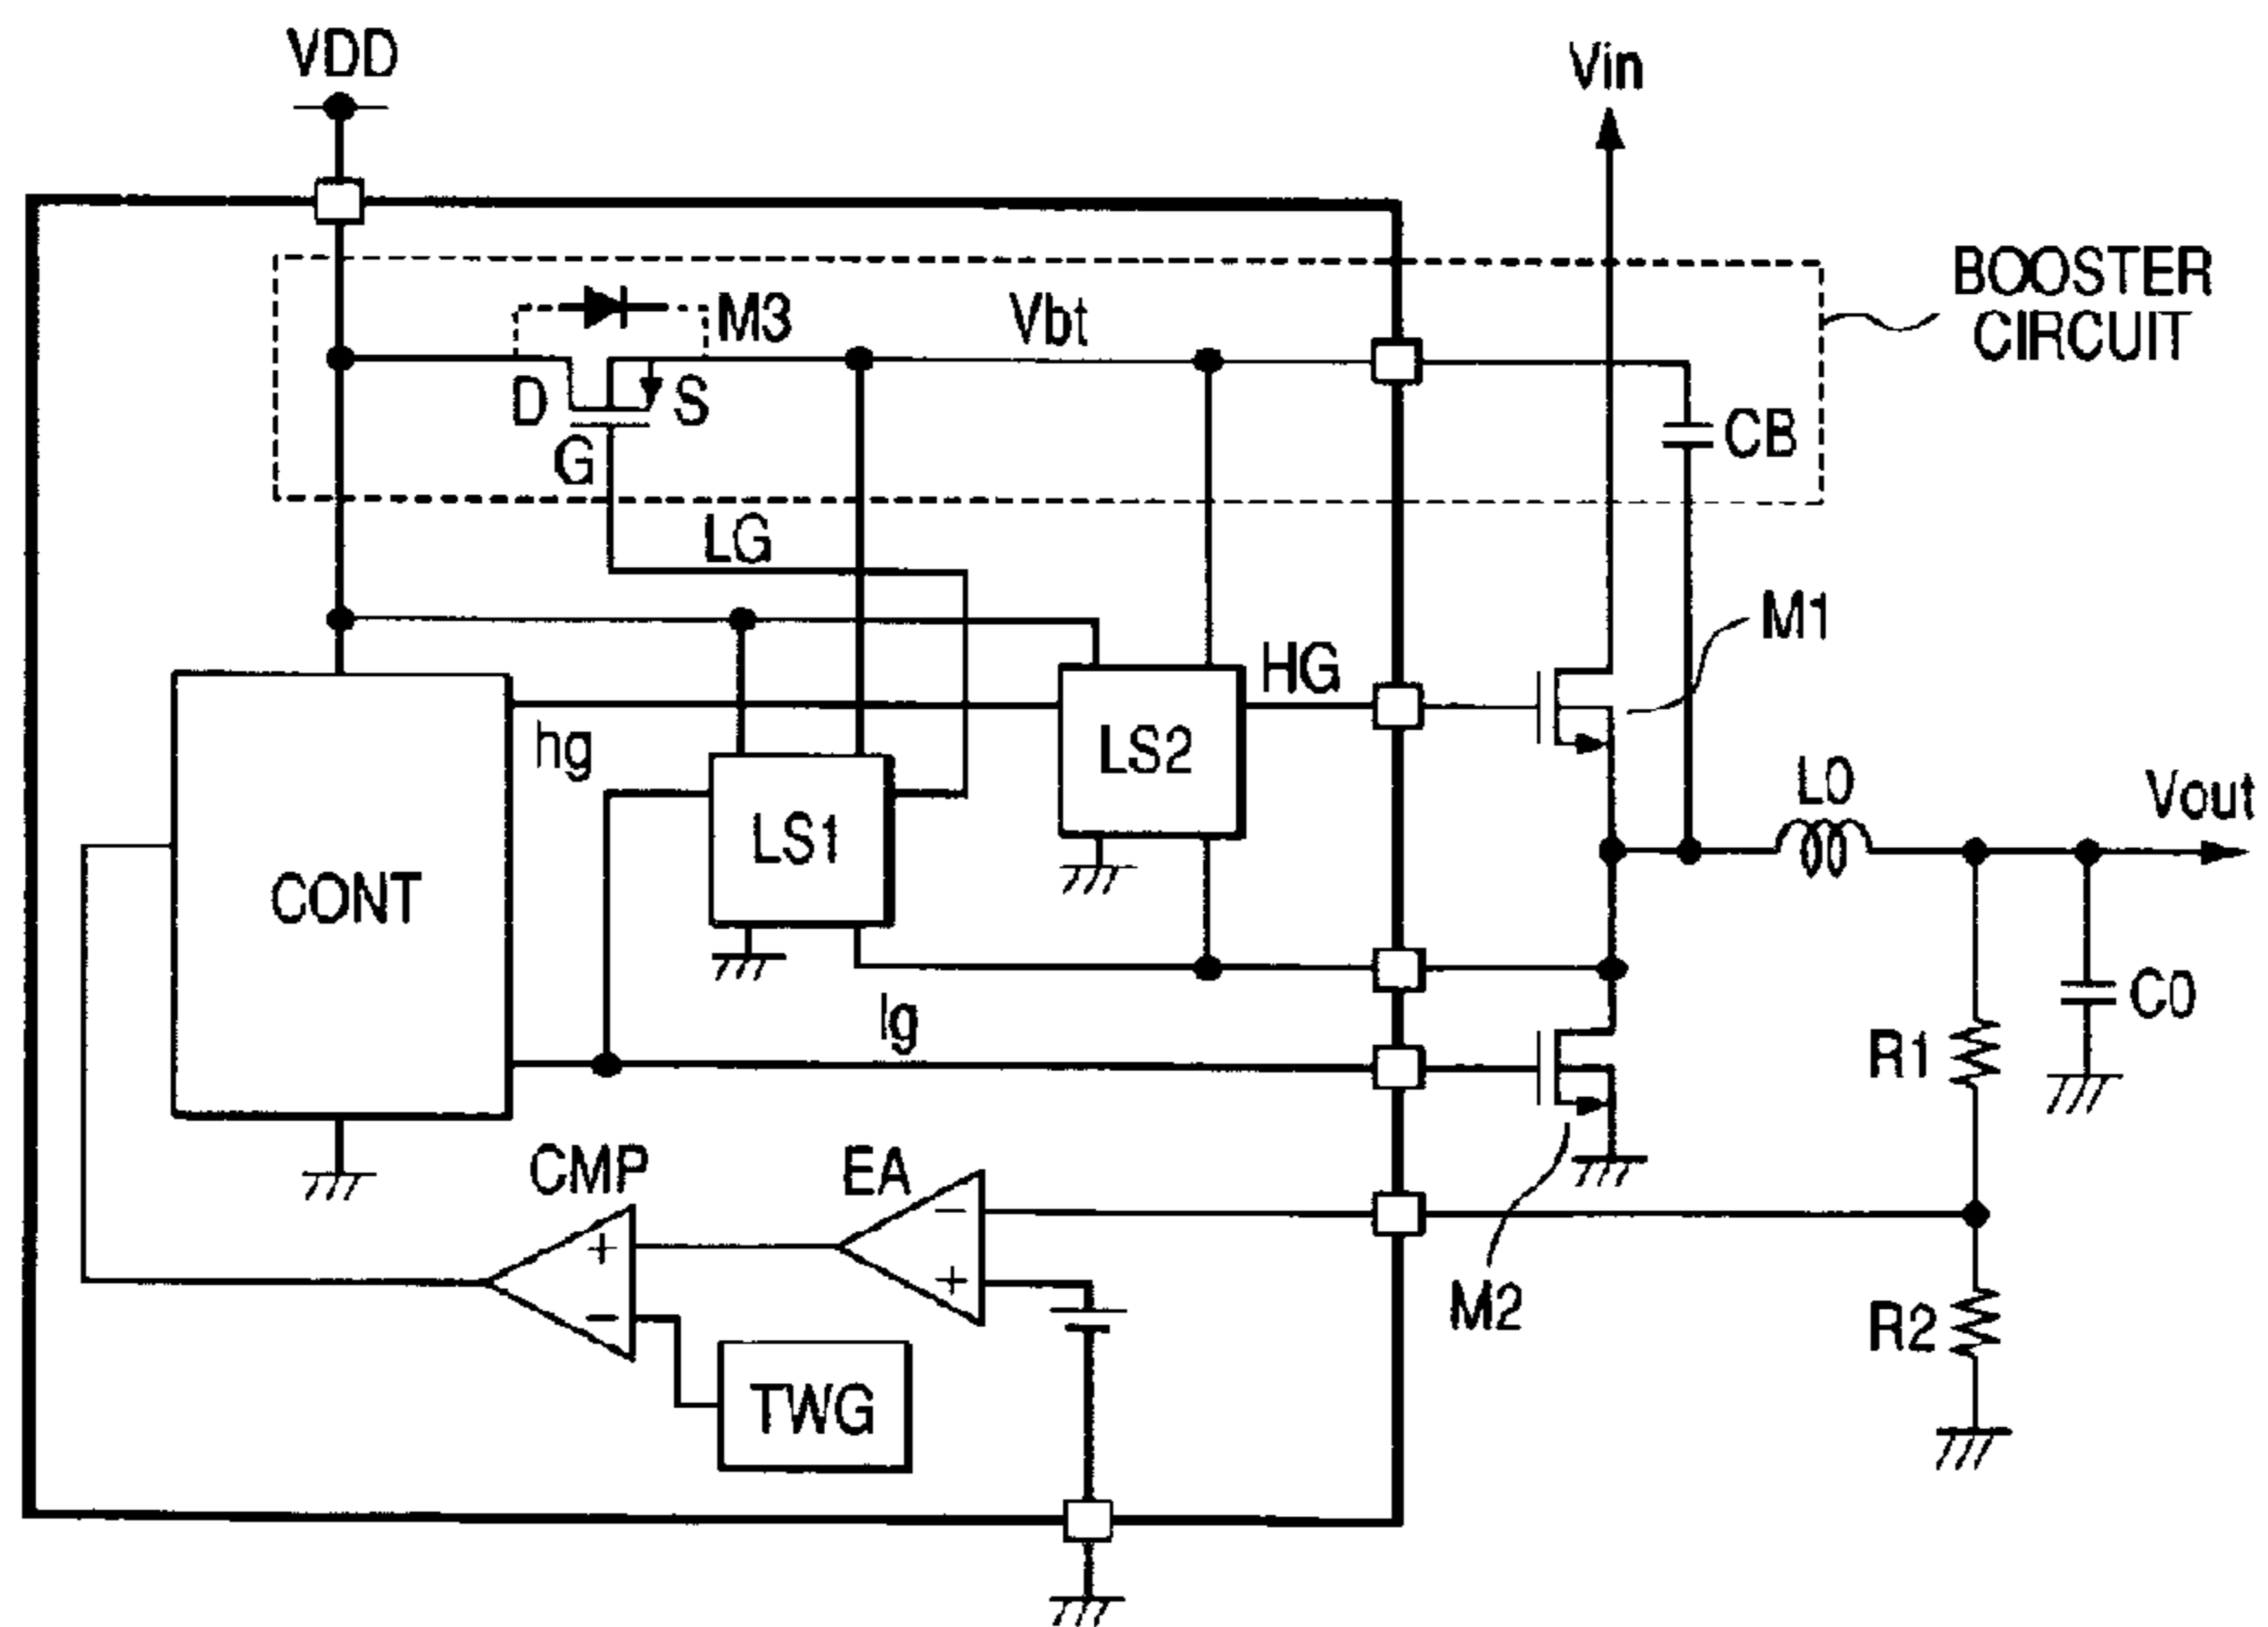 VDD
Vin
BOOSTER
CIRCUIT
M3
Vbt
D
S
G
CB
LG
M1
HG
hg
LS2
L0
Vout
LS1
CONT
C0
lg
R1
CMP
EA
−
+
+
−
M2
R2
TWG